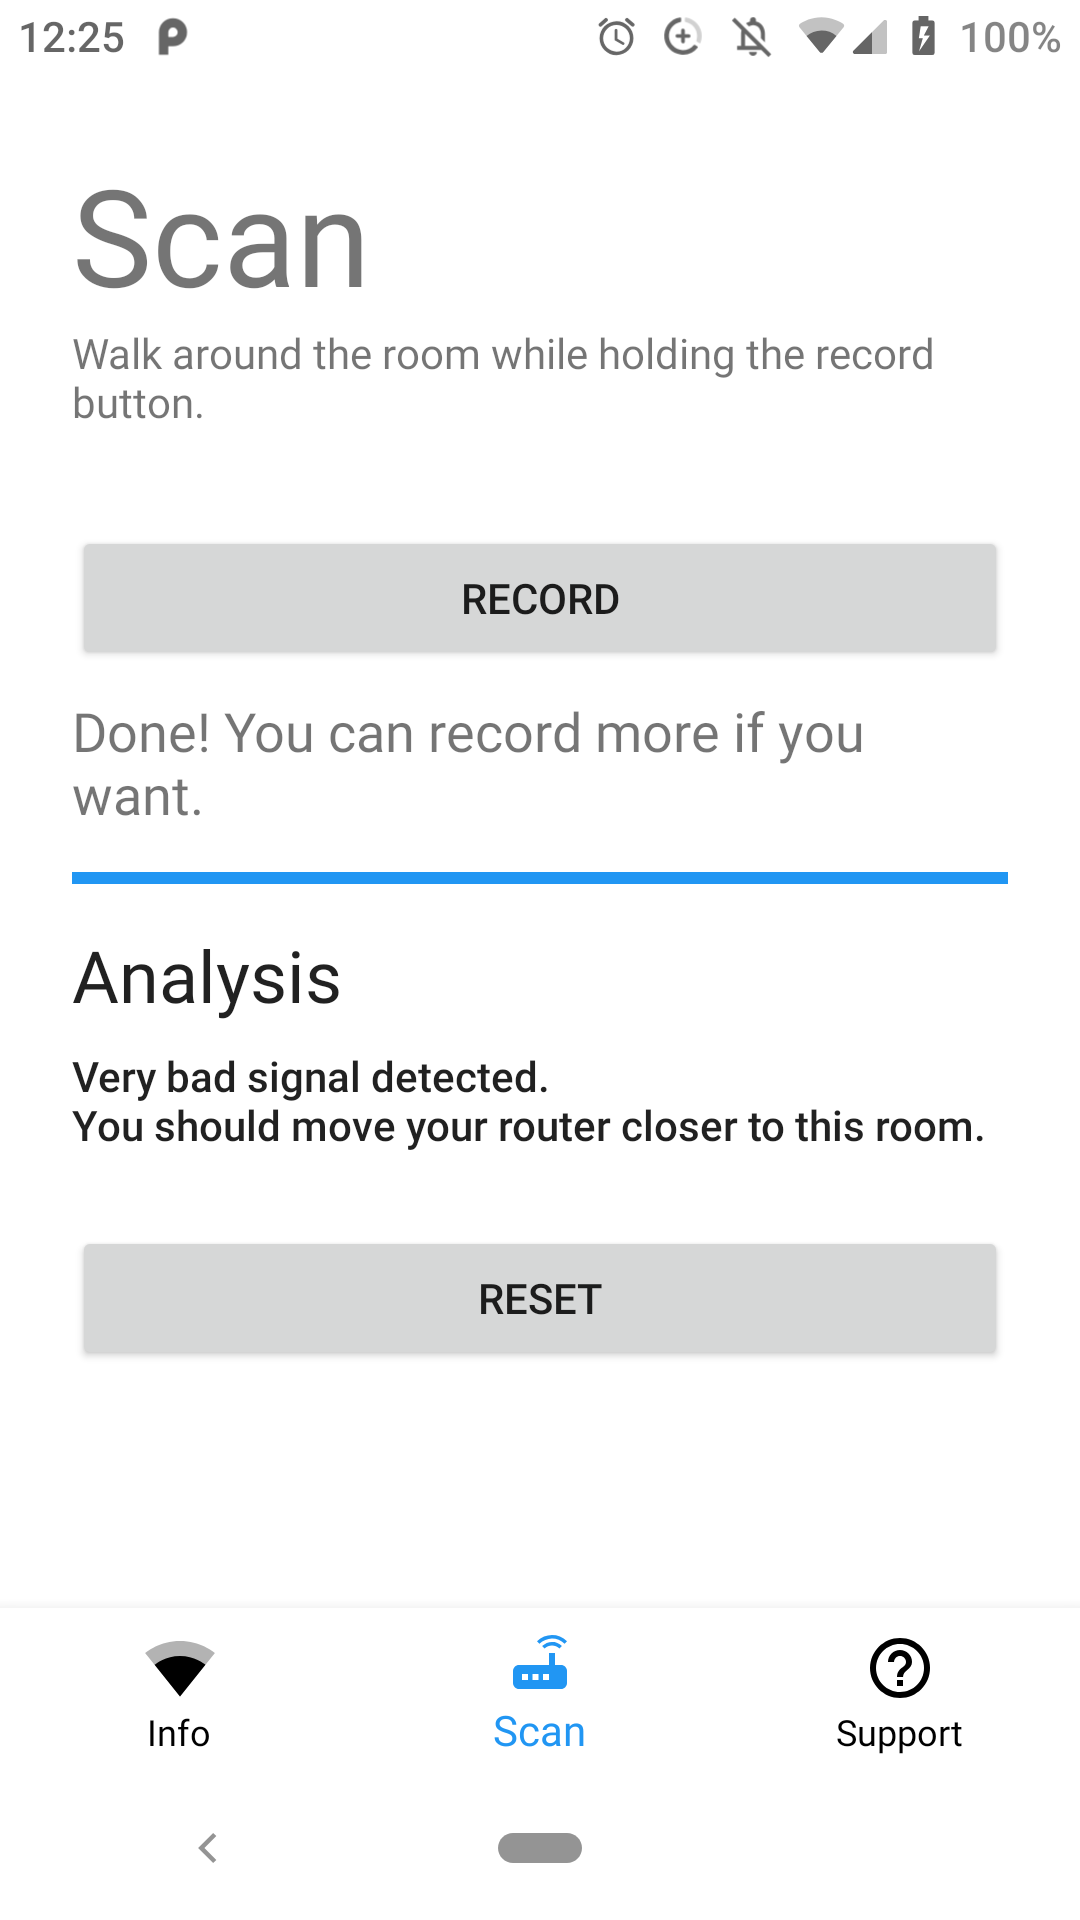 12:25
100%
Scan
Walk around the room while holding the record
button.
RECORD
Done! You can record more if you
want.
Analysis
Very bad signal detected.
You should move your router closer to this room.
RESET
Info
Scan
Support